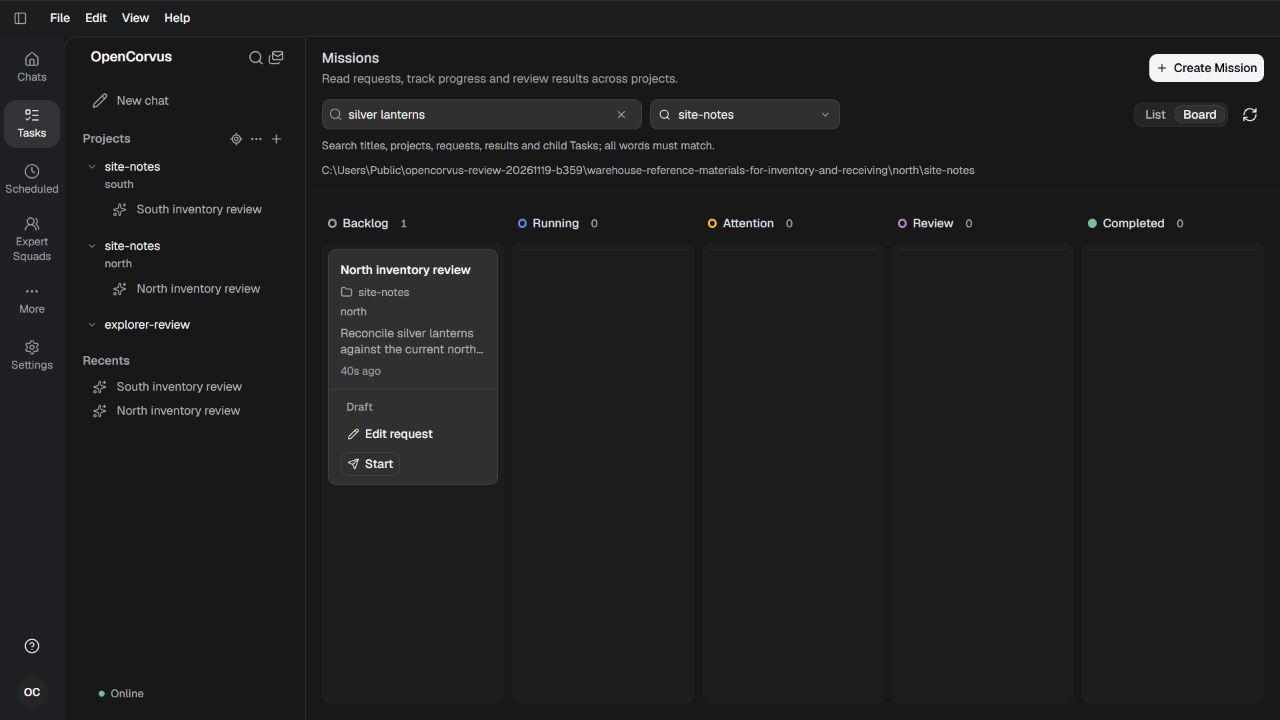 File Edit View Help
Chats
Tasks
Scheduled
Expert
Squads
More
Settings
OC
OpenCorvus
New chat
Projects
site-notes
south
South inventory review
site-notes
north
North inventory review
explorer-review
Recents
South inventory review
North inventory review
Online
Missions
Read requests, track progress and review results across projects.
Create Mission
silver lanterns
site-notes
List Board
Search titles, projects, requests, results and child Tasks; all words must match.
C:\Users\Public\opencorvus-review-20261119-b359\warehouse-reference-materials-for-inventory-and-receiving\north\site-notes
Backlog 1
Running 0
Attention 0
Review 0
Completed 0
North inventory review
site-notes
north
Reconcile silver lanterns
against the current north...
40s ago
Draft
Edit request
Start